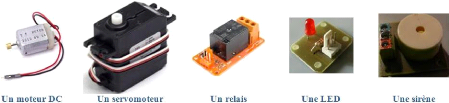 Un moteur DC
Un servomoteur
Un relais
Une LED
Une sirène